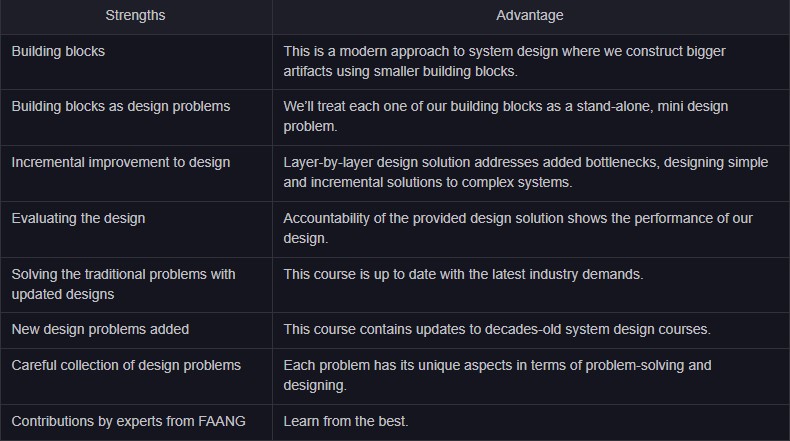 Strengths
Advantage
Building blocks
This is a modern approach to system design where we construct bigger
artifacts using smaller building blocks.
Building blocks as design problems
We’ll treat each one of our building blocks as a stand-alone, mini design
problem.
Incremental improvement to design
Layer-by-layer design solution addresses added bottlenecks, designing simple
and incremental solutions to complex systems.
Evaluating the design
Accountability of the provided design solution shows the performance of our
design.
Solving the traditional problems with
updated designs
This course is up to date with the latest industry demands.
New design problems added
This course contains updates to decades-old system design courses.
Careful collection of design problems
Each problem has its unique aspects in terms of problem-solving and
designing.
Contributions by experts from FAANG
Learn from the best.